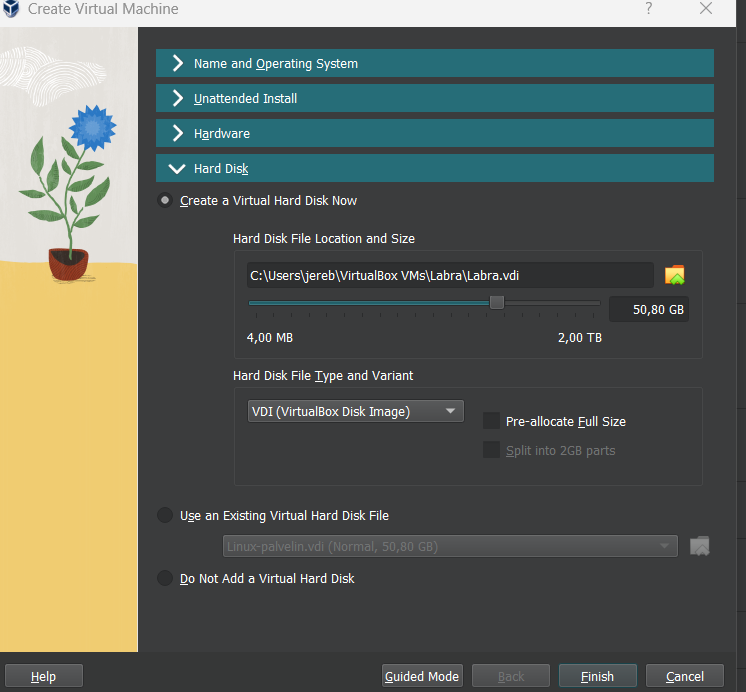 Create Virtual Machine
?
Name and Operating System
Unattended Install
Hardware
Hard Disk
Create a Virtual Hard Disk Now
Hard Disk File Location and Size
C:\Users\jereb\VirtualBox VMs\Labra\Labra.vdi
50,80 GB
4,00 MB 2,00 TB
Hard Disk File Type and Variant
VDI (VirtualBox Disk Image)
Pre-allocate Full Size
Split into 2GB parts
Use an Existing Virtual Hard Disk File
Linux-palvelin.vdi (Normal, 50,80 GB)
Do Not Add a Virtual Hard Disk
Help Guided Mode Back Finish Cancel